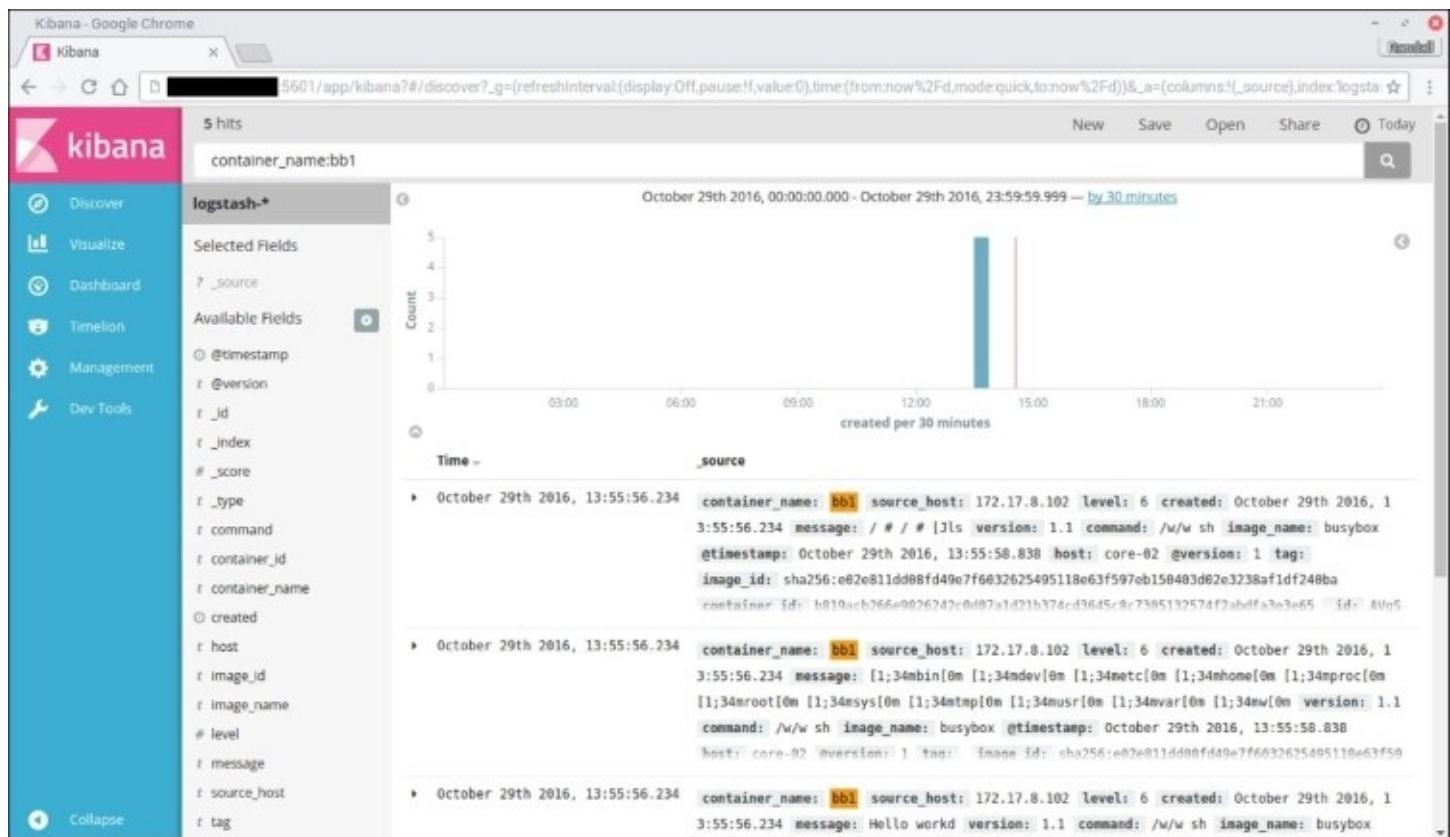 Kibana - Google Chrome
Kibana
:5601/app/kibana?#/discover?_g=(refreshInterval:(display:Off,pause:!f,value:0),time:(from:now%2Fd,mode:quick,to:now%2Fd))&_a=(columns:!(_source),index:'logsta
5 hits
New Save Open Share Today
kibana
container_name:bb1
Discover
Visualize
Dashboard
Timelion
Management
Dev Tools
Collapse
logstash-*
Selected Fields
? _source
Available Fields
@timestamp
t @version
t _id
t _index
# _score
t _type
t command
t container_id
t container_name
created
t host
t image_id
t image_name
# level
t message
t source_host
t tag
October 29th 2016, 00:00:00.000 - October 29th 2016, 23:59:59.999 — by 30 minutes
Count
5
4
3
2
1
0
03:00 06:00 09:00 12:00 15:00 18:00 21:00
created per 30 minutes
Time _source
October 29th 2016, 13:55:56.234 container_name: bb1 source_host: 172.17.8.102 level: 6 created: October 29th 2016, 1
3:55:56.234 message: / # / # [Jls version: 1.1 command: /w/w sh image_name: busybox
@timestamp: October 29th 2016, 13:55:58.838 host: core-02 @version: 1 tag:
image_id: sha256:e02e811dd08fd49e7f6032625495118e63f597eb150403d02e3238af1df240ba
container_id: b819acb266e9026242c0d07a1d21b374cd3645c8c7305132574f2abdfa3e3e65 _id: AVoS
October 29th 2016, 13:55:56.234 container_name: bb1 source_host: 172.17.8.102 level: 6 created: October 29th 2016, 1
3:55:56.234 message: [1;34mbin[0m [1;34mdev[0m [1;34metc[0m [1;34mhome[0m [1;34mproc[0m
[1;34mroot[0m [1;34msys[0m [1;34mtmp[0m [1;34musr[0m [1;34mvar[0m [1;34mw[0m version: 1.1
command: /w/w sh image_name: busybox @timestamp: October 29th 2016, 13:55:58.838
host: core-02 @version: 1 tag: image_id: sha256:e02e811dd08fd49e7f6032625495118e63f59
October 29th 2016, 13:55:56.234 container_name: bb1 source_host: 172.17.8.102 level: 6 created: October 29th 2016, 1
3:55:56.234 message: Hello workd version: 1.1 command: /w/w sh image_name: busybox